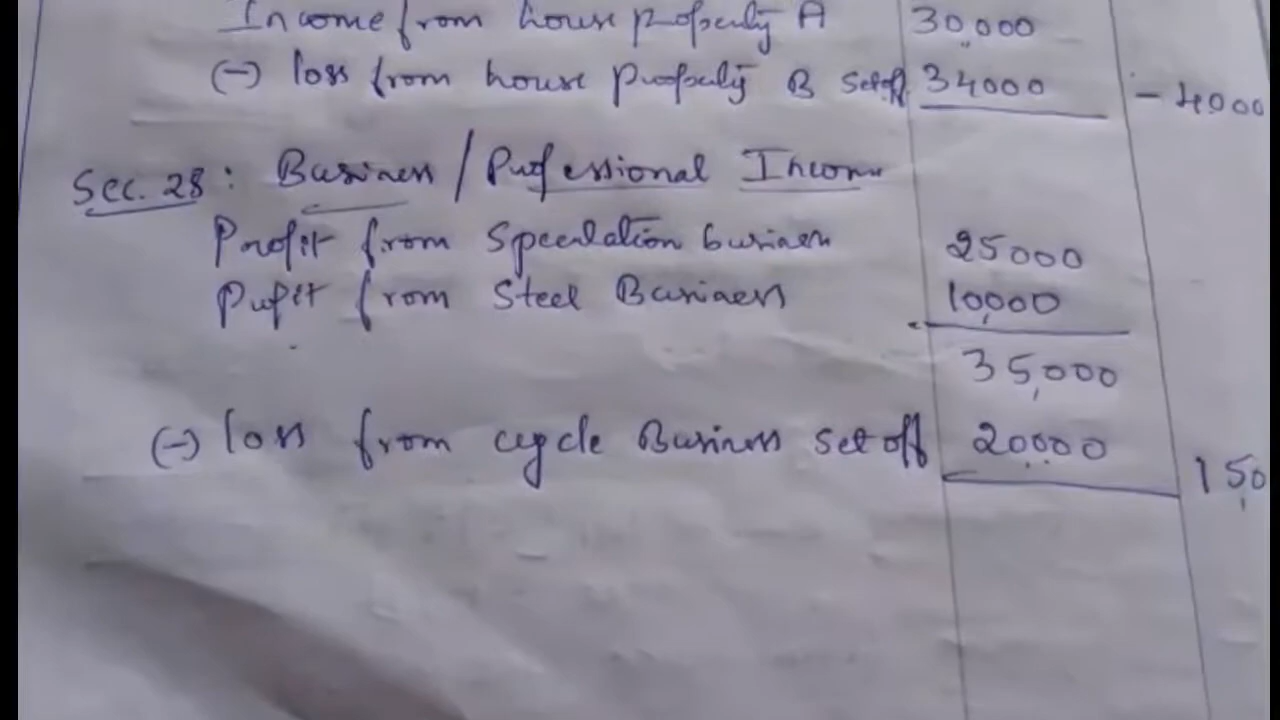 Income from house property A 30,000
(-) loss from house property B set off 34000 - 4000
Sec. 28: Business / Professional Income
Profit from Speculation business 25000
Profit from Steel Business 10,000
35,000
(-) loss from cycle Business set off 20000 150